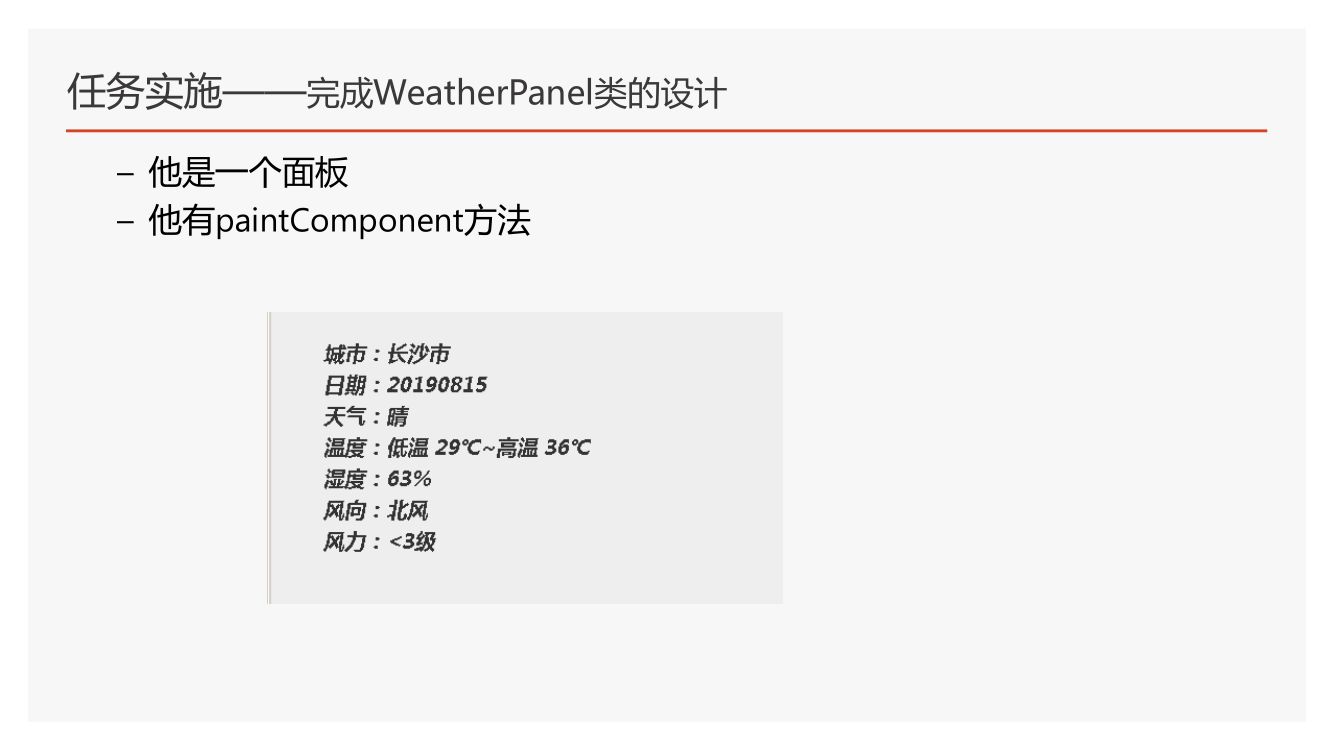 任务实施——完成WeatherPanel类的设计
– 他是一个面板
– 他有paintComponent方法
城市：长沙市
日期：20190815
天气：晴
温度：低温 29℃~高温 36℃
湿度：63%
风向：北风
风力：<3级